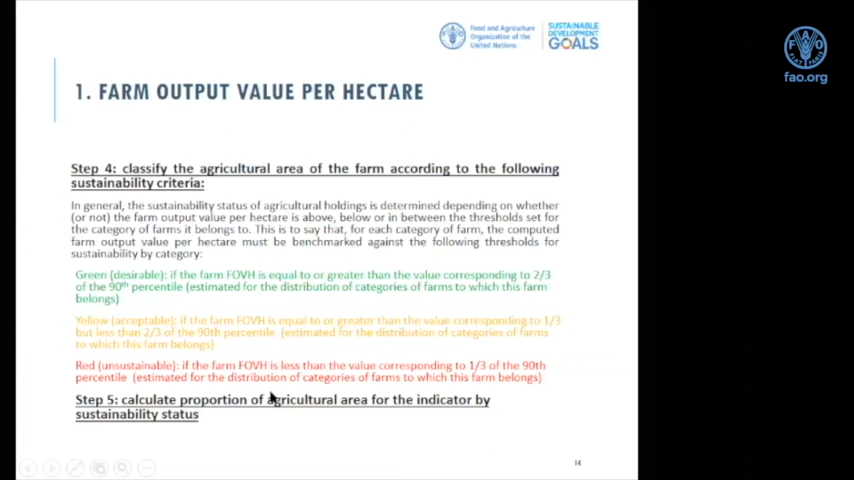 Food and Agriculture
Organization of the
United Nations
SUSTAINABLE
DEVELOPMENT
GOALS
FAO
FIAT PANIS
fao.org
1. FARM OUTPUT VALUE PER HECTARE
Step 4: classify the agricultural area of the farm according to the following
sustainability criteria:
In general, the sustainability status of agricultural holdings is determined depending on whether
(or not) the farm output value per hectare is above, below or in between the thresholds set for
the category of farms it belongs to. This is to say that, for each category of farm, the computed
farm output value per hectare must be benchmarked against the following thresholds for
sustainability by category:
Green (desirable): if the farm FOVH is equal to or greater than the value corresponding to 2/3
of the 90th percentile (estimated for the distribution of categories of farms to which this farm
belongs)
Yellow (acceptable): if the farm FOVH is equal to or greater than the value corresponding to 1/3
but less than 2/3 of the 90th percentile (estimated for the distribution of categories of farms
to which this farm belongs)
Red (unsustainable): if the farm FOVH is less than the value corresponding to 1/3 of the 90th
percentile (estimated for the distribution of categories of farms to which this farm belongs)
Step 5: calculate proportion of agricultural area for the indicator by
sustainability status
14